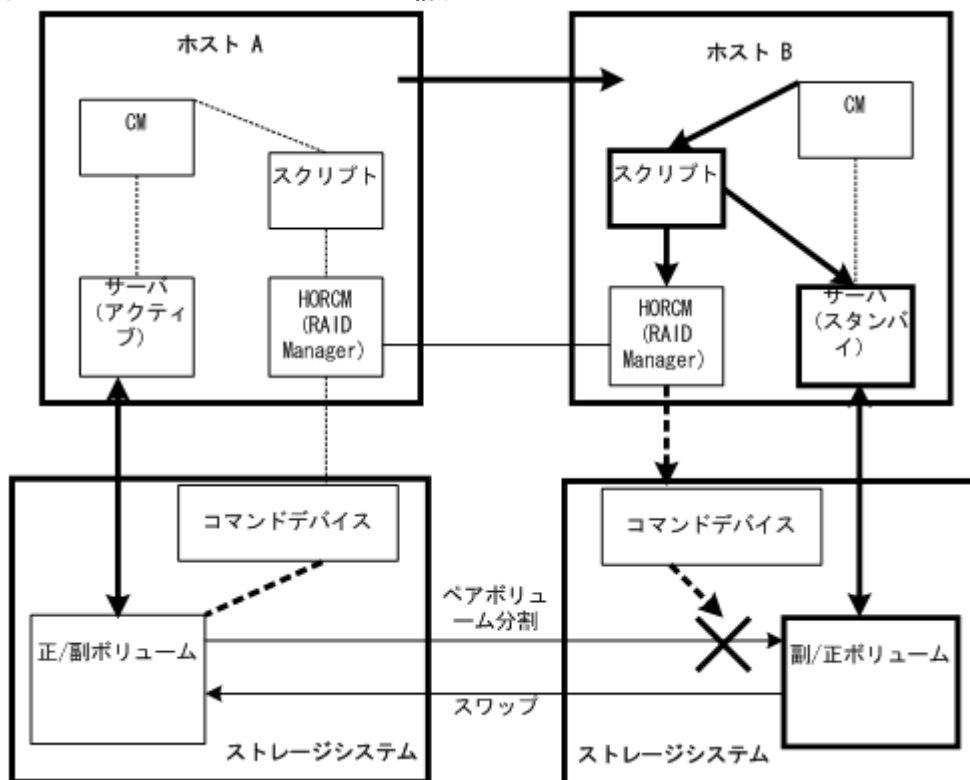 ホスト A
CM
スクリプト
サーバ
(アクティ
ブ)
HORCM
(RAID
Manager)
ホスト B
CM
スクリプト
HORCM
(RAID
Manager)
サーバ
(スタンバ
イ)
コマンドデバイス
正/副ボリューム
ストレージシステム
ペアボリュ
ーム分割
スワップ
コマンドデバイス
副/正ボリューム
ストレージシステム